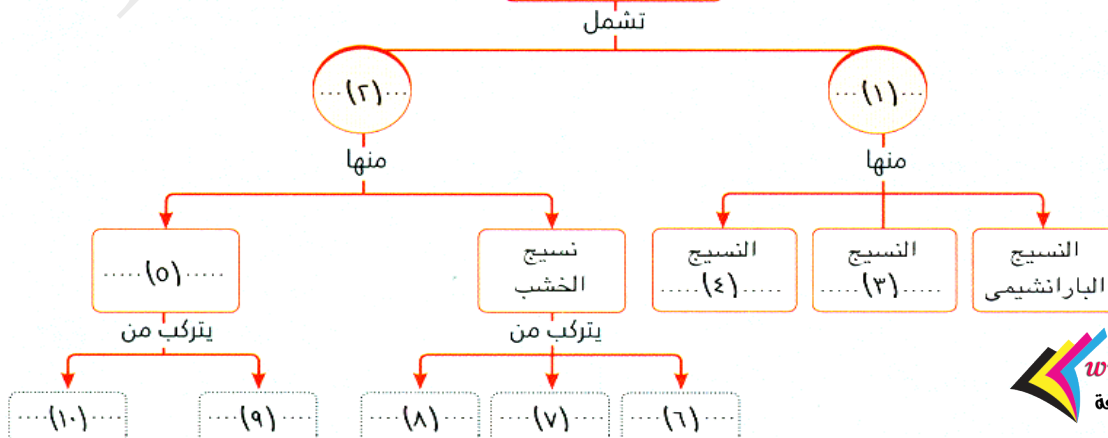 تشمل
....(١)....
....(٢)....
منها
منها
النسيج
البارانشيمى
النسيج
.....(٣).....
النسيج
.....(٤).....
نسيج
الخشب
.....(٥).....
يتركب من
يتركب من
....(٦)....
....(٧)....
....(٨)....
....(٩)....
....(١٠)....